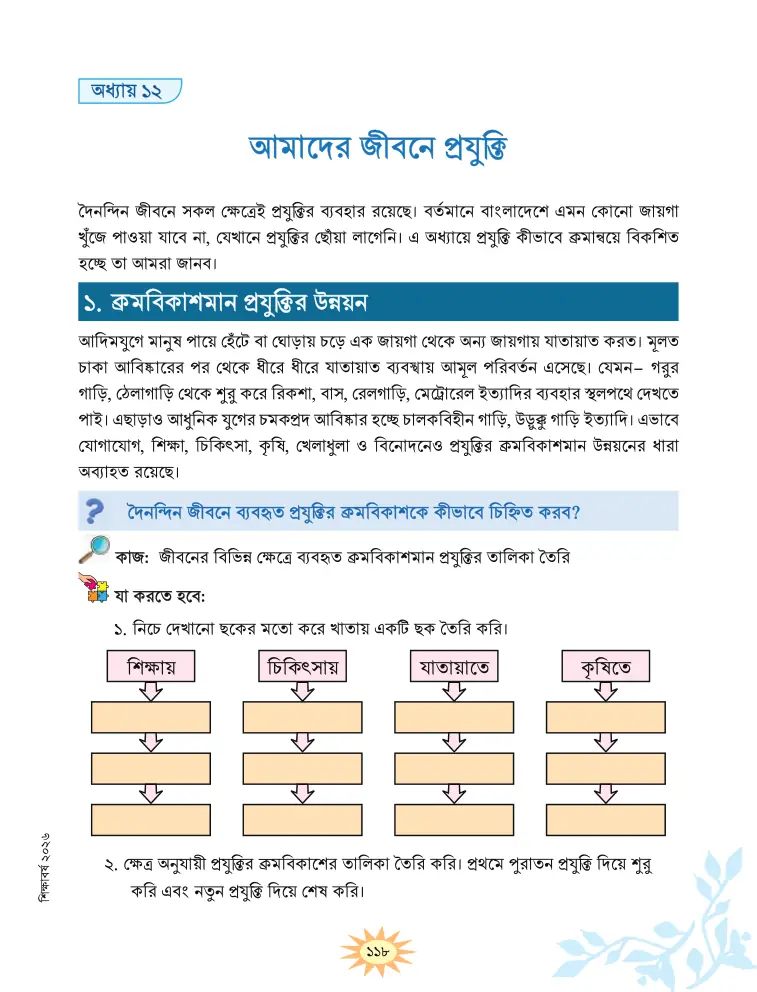 অধ্যায় ১২
আমাদের জীবনে প্রযুক্তি
দৈনন্দিন জীবনে সকল ক্ষেত্রেই প্রযুক্তির ব্যবহার রয়েছে। বর্তমানে বাংলাদেশে এমন কোনো জায়গা
খুঁজে পাওয়া যাবে না, যেখানে প্রযুক্তির ছোঁয়া লাগেনি। এ অধ্যায়ে প্রযুক্তি কীভাবে ক্রমান্বয়ে বিকশিত
হচ্ছে তা আমরা জানব।
১. ক্রমবিকাশমান প্রযুক্তির উন্নয়ন
আদিমযুগে মানুষ পায়ে হেঁটে বা ঘোড়ায় চড়ে এক জায়গা থেকে অন্য জায়গায় যাতায়াত করত। মূলত
চাকা আবিষ্কারের পর থেকে ধীরে ধীরে যাতায়াত ব্যবস্থায় আমূল পরিবর্তন এসেছে। যেমন– গরুর
গাড়ি, ঠেলাগাড়ি থেকে শুরু করে রিকশা, বাস, রেলগাড়ি, মেট্রোরেল ইত্যাদির ব্যবহার স্থলপথে দেখতে
পাই। এছাড়াও আধুনিক যুগের চমকপ্রদ আবিষ্কার হচ্ছে চালকবিহীন গাড়ি, উড়ুক্কু গাড়ি ইত্যাদি। এভাবে
যোগাযোগ, শিক্ষা, চিকিৎসা, কৃষি, খেলাধুলা ও বিনোদনেও প্রযুক্তির ক্রমবিকাশমান উন্নয়নের ধারা
অব্যাহত রয়েছে।
? দৈনন্দিন জীবনে ব্যবহৃত প্রযুক্তির ক্রমবিকাশকে কীভাবে চিহ্নিত করব?
কাজ: জীবনের বিভিন্ন ক্ষেত্রে ব্যবহৃত ক্রমবিকাশমান প্রযুক্তির তালিকা তৈরি
যা করতে হবে:
১. নিচে দেখানো ছকের মতো করে খাতায় একটি ছক তৈরি করি।
শিক্ষায় চিকিৎসায় যাতায়াতে কৃষিতে
২. ক্ষেত্র অনুযায়ী প্রযুক্তির ক্রমবিকাশের তালিকা তৈরি করি। প্রথমে পুরাতন প্রযুক্তি দিয়ে শুরু
করি এবং নতুন প্রযুক্তি দিয়ে শেষ করি।
শিক্ষাবর্ষ ২০২৬
১১৮